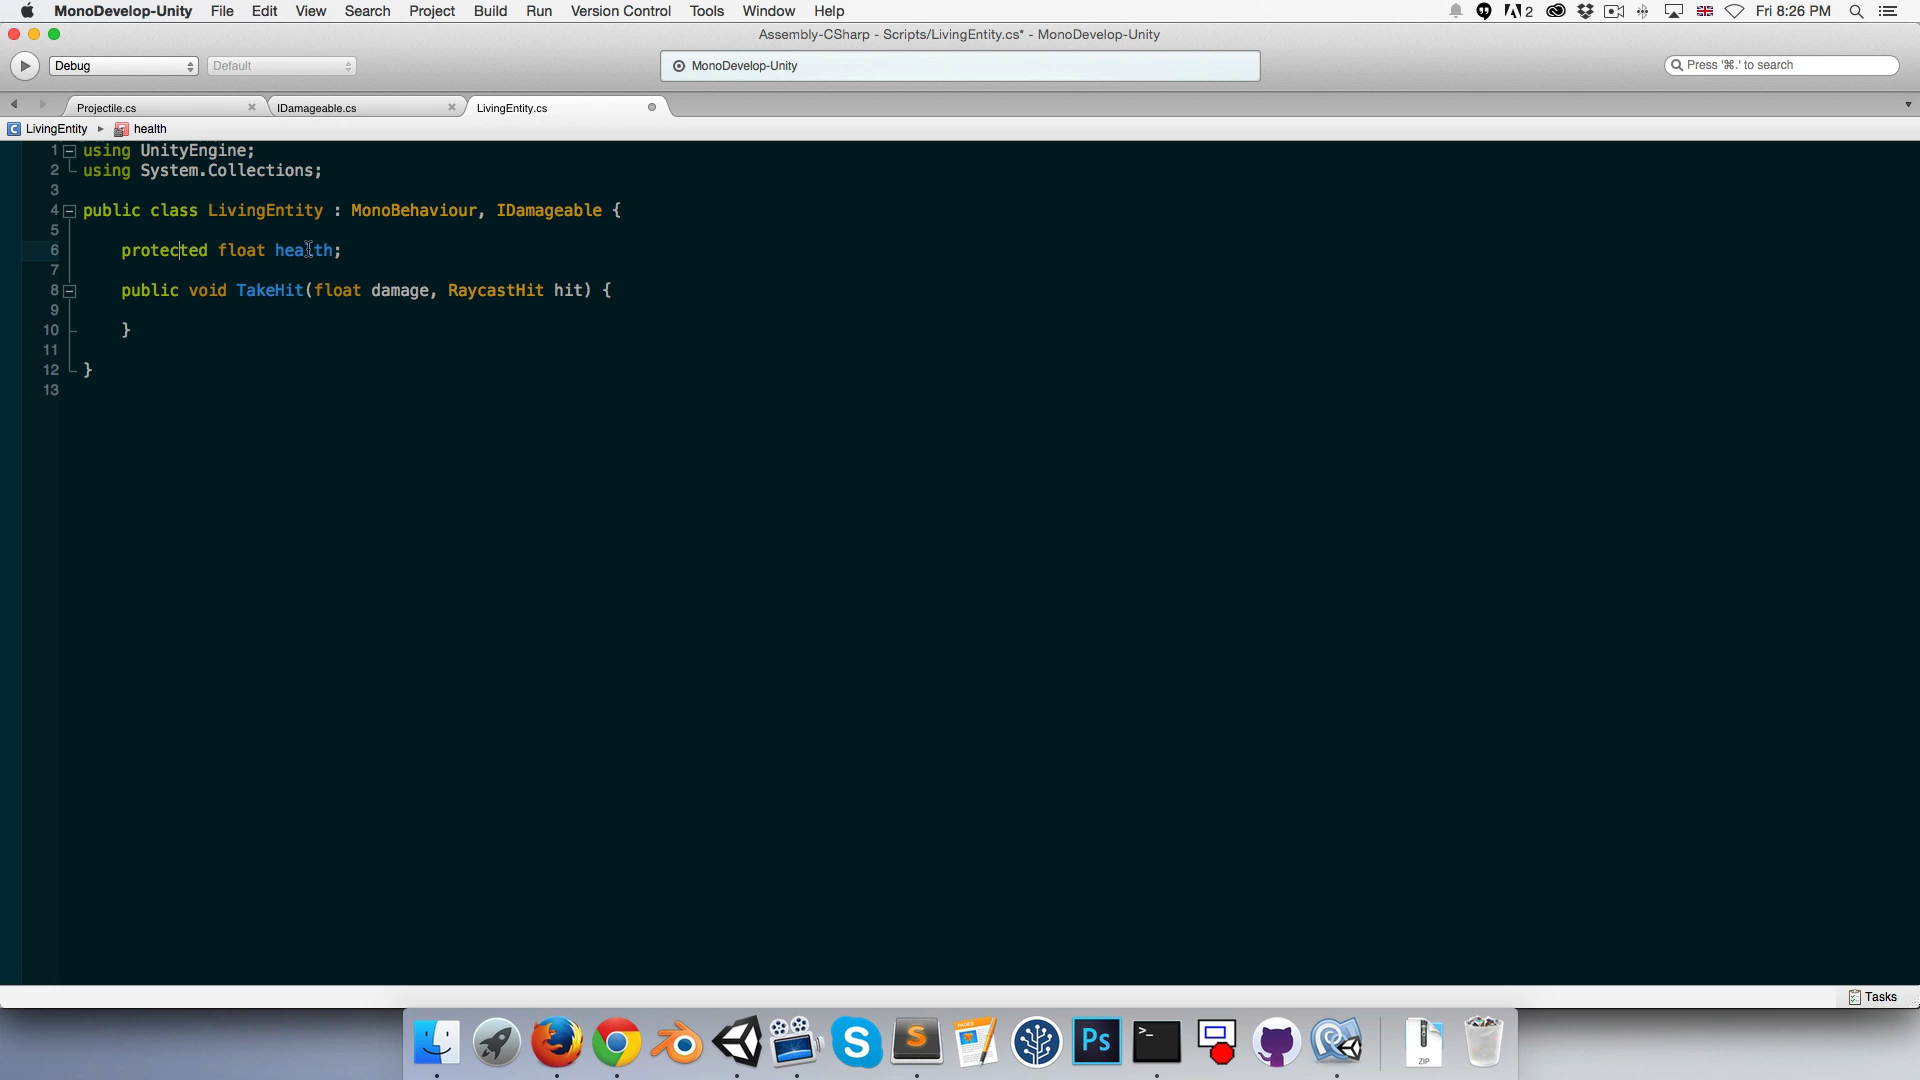 MonoDevelop-Unity File Edit View Search Project Build Run Version Control Tools Window Help 2 Fri 8:26 PM
Assembly-CSharp - Scripts/LivingEntity.cs* - MonoDevelop-Unity
Debug Default MonoDevelop-Unity Press '⌘.' to search
Projectile.cs IDamageable.cs LivingEntity.cs
C LivingEntity health
1 using UnityEngine;
2 using System.Collections;
3
4 public class LivingEntity : MonoBehaviour, IDamageable {
5
6 protected float health;
7
8 public void TakeHit(float damage, RaycastHit hit) {
9
10 }
11
12 }
13
Tasks
PAGES
S S Ps >_ ZIP